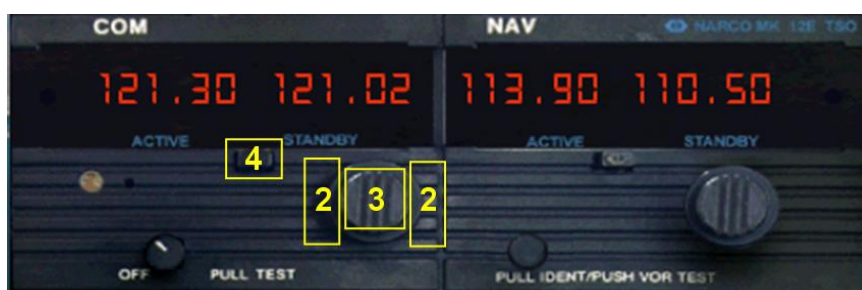 COM
NAV
NARCO MK 12E TSO
121.30 121.02 113.90 110.50
ACTIVE STANDBY ACTIVE STANDBY
4
2 3 2
OFF PULL TEST PULL IDENT/PUSH VOR TEST